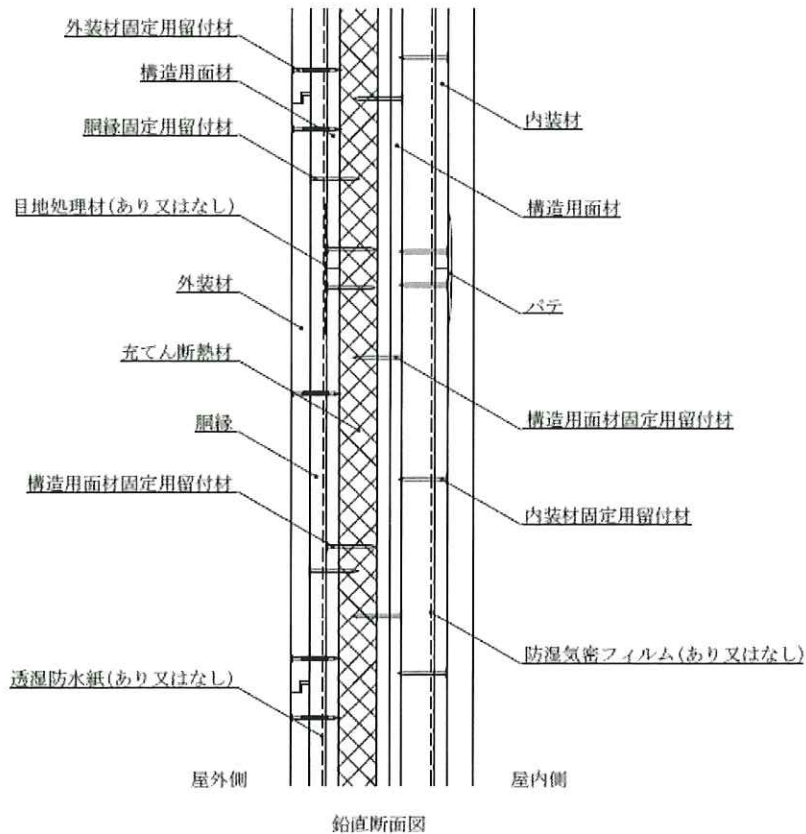 外装材固定用留付材
構造用面材
胴縁固定用留付材
目地処理材(あり又はなし)
外装材
充てん断熱材
胴縁
構造用面材固定用留付材
透湿防水紙(あり又はなし)
内装材
構造用面材
パテ
構造用面材固定用留付材
内装材固定用留付材
防湿気密フィルム(あり又はなし)
屋外側
屋内側
鉛直断面図